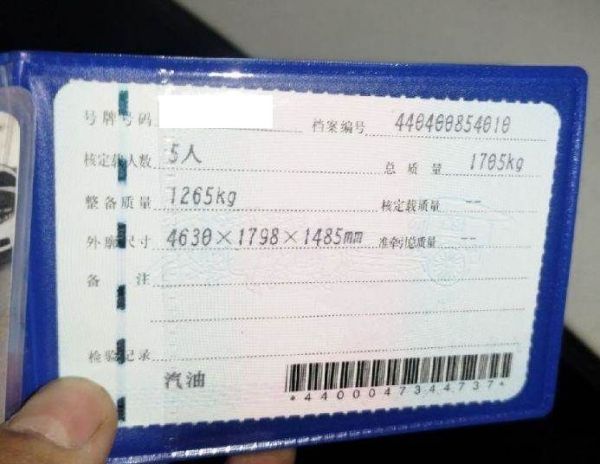 号牌号码 档案编号 440400854010
核定载人数 5人 总质量 1705kg
整备质量 1265kg 核定载质量 --
外廓尺寸 4630×1798×1485mm 准牵引总质量 --
备注
检验记录
汽油
*4400047344737*